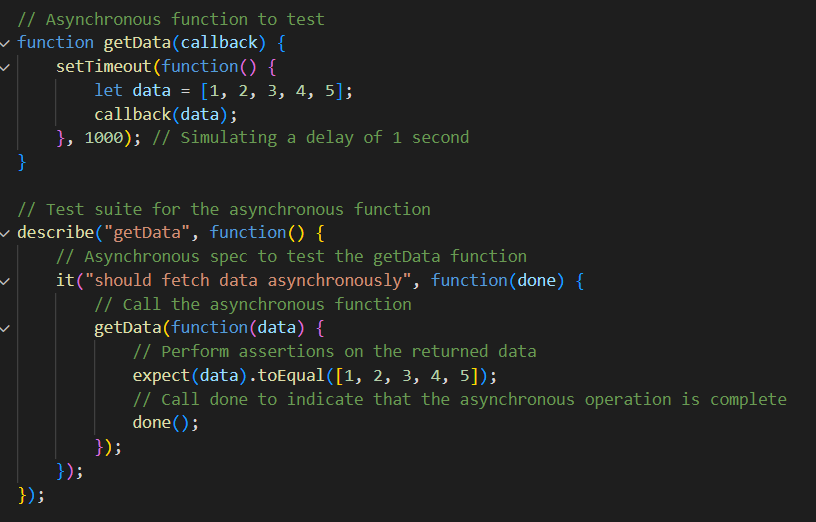 // Asynchronous function to test
function getData(callback) {
    setTimeout(function() {
        let data = [1, 2, 3, 4, 5];
        callback(data);
    }, 1000); // Simulating a delay of 1 second
}

// Test suite for the asynchronous function
describe("getData", function() {
    // Asynchronous spec to test the getData function
    it("should fetch data asynchronously", function(done) {
        // Call the asynchronous function
        getData(function(data) {
            // Perform assertions on the returned data
            expect(data).toEqual([1, 2, 3, 4, 5]);
            // Call done to indicate that the asynchronous operation is complete
            done();
        });
    });
});